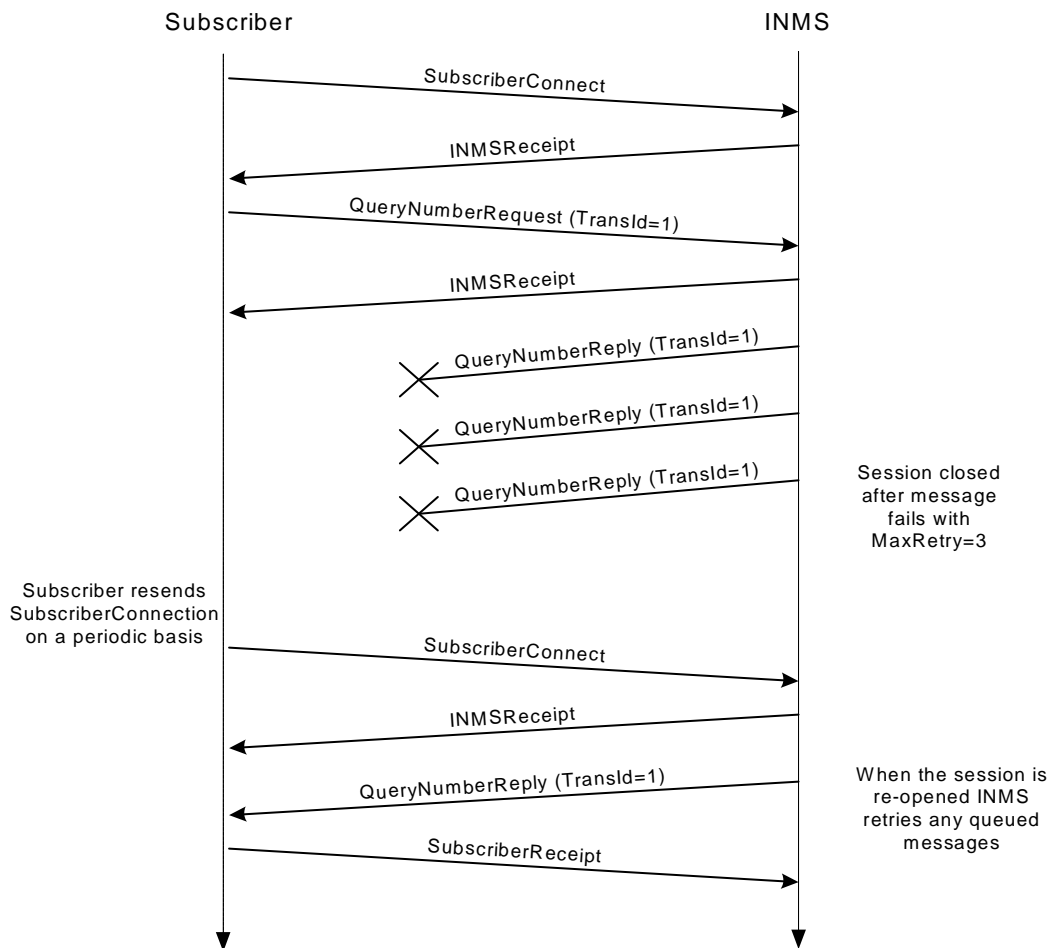 Subscriber
INMS
SubscriberConnect
INMSReceipt
QueryNumberRequest (TransId=1)
INMSReceipt
QueryNumberReply (TransId=1)
QueryNumberReply (TransId=1)
QueryNumberReply (TransId=1)
Session closed
after message
fails with
MaxRetry=3
Subscriber resends
SubscriberConnection
on a periodic basis
SubscriberConnect
INMSReceipt
QueryNumberReply (TransId=1)
When the session is
re-opened INMS
retries any queued
messages
SubscriberReceipt